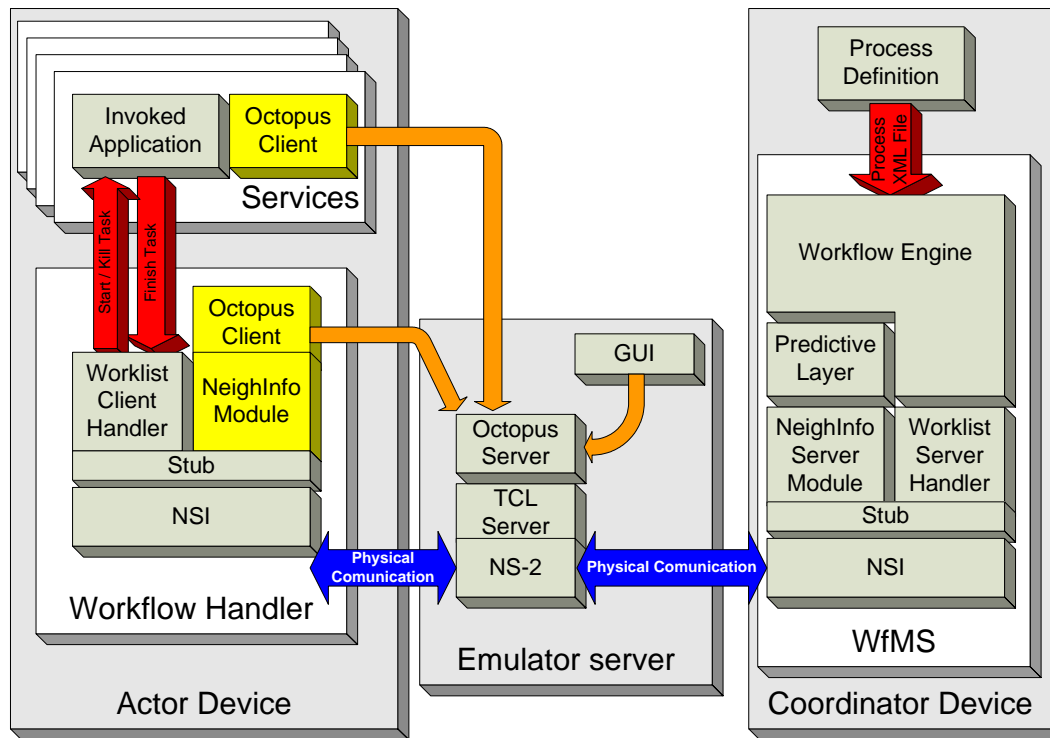 Invoked
Application
Octopus
Client
Services
Start / Kill Task
Finish Task
Octopus
Client
Worklist
Client
Handler
NeighInfo
Module
Stub
NSI
Workflow Handler
Actor Device
Physical
Comunication
GUI
Octopus
Server
TCL
Server
NS-2
Emulator server
Physical Comunication
Process
Definition
Process
XML File
Workflow Engine
Predictive
Layer
NeighInfo
Server
Module
Worklist
Server
Handler
Stub
NSI
WfMS
Coordinator Device